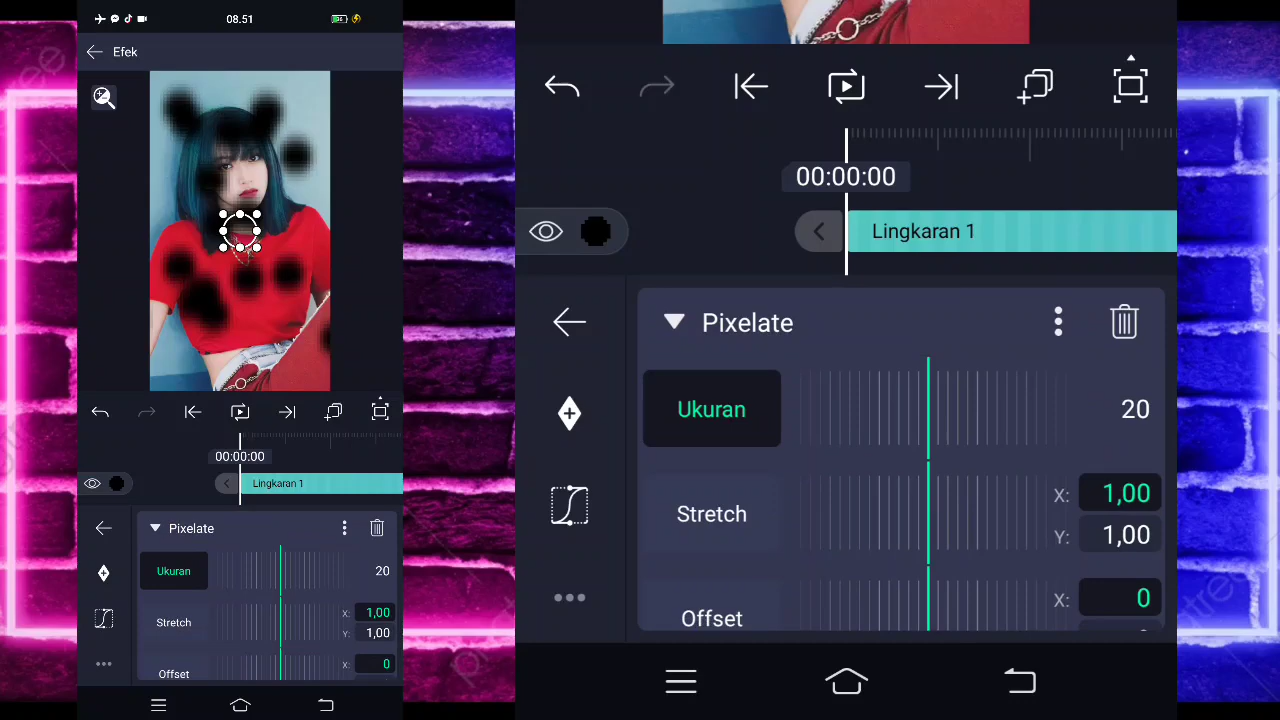 08.51
Efek
00:00:00
Lingkaran 1
Pixelate
Ukuran
20
Stretch
X: 1,00
Y: 1,00
Offset
X: 0
00:00:00
Lingkaran 1
Pixelate
Ukuran
20
Stretch
X: 1,00
Y: 1,00
Offset
X: 0